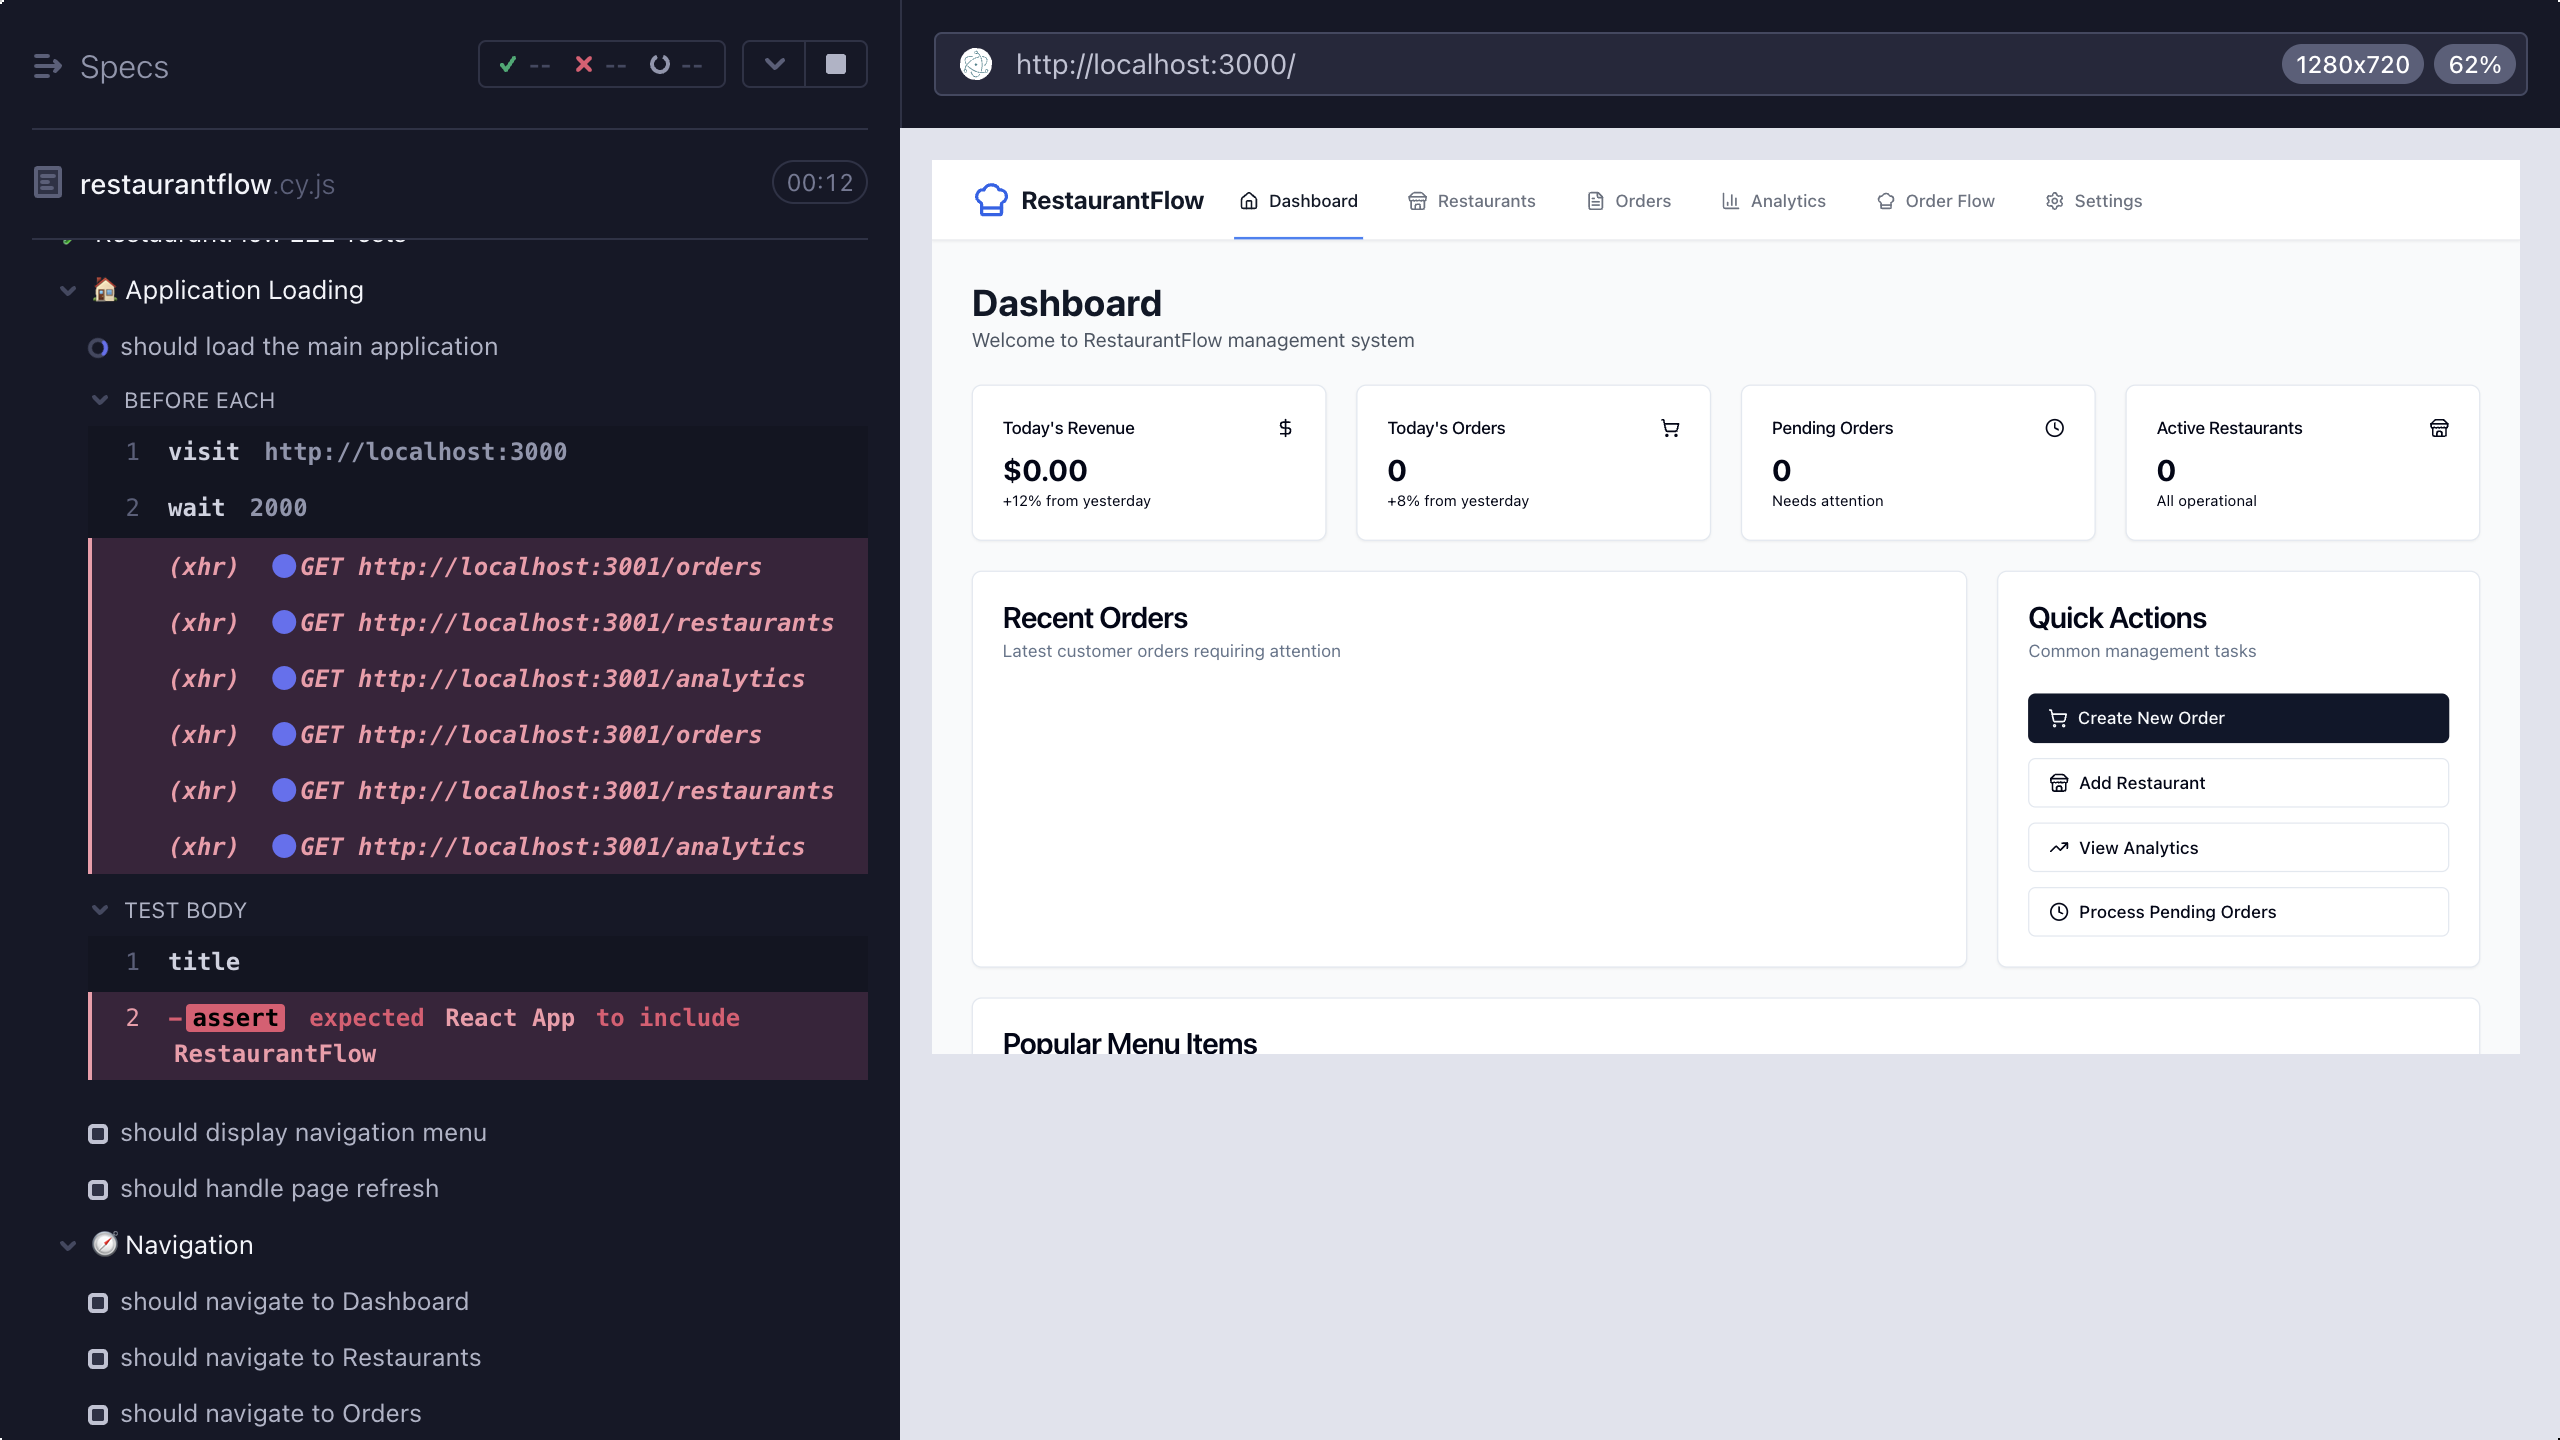 Specs
-- -- --
restaurantflow.cy.js
00:12
RestaurantFlow E2E Tests
Application Loading
should load the main application
BEFORE EACH
1 visit http://localhost:3000
2 wait 2000
(xhr) GET http://localhost:3001/orders
(xhr) GET http://localhost:3001/restaurants
(xhr) GET http://localhost:3001/analytics
(xhr) GET http://localhost:3001/orders
(xhr) GET http://localhost:3001/restaurants
(xhr) GET http://localhost:3001/analytics
TEST BODY
1 title
2 -assert expected React App to include
RestaurantFlow
should display navigation menu
should handle page refresh
Navigation
should navigate to Dashboard
should navigate to Restaurants
should navigate to Orders
http://localhost:3000/
1280x720 62%
RestaurantFlow Dashboard Restaurants Orders Analytics Order Flow Settings
Dashboard
Welcome to RestaurantFlow management system
Today's Revenue
$0.00
+12% from yesterday
Today's Orders
0
+8% from yesterday
Pending Orders
0
Needs attention
Active Restaurants
0
All operational
Recent Orders
Latest customer orders requiring attention
Quick Actions
Common management tasks
Create New Order
Add Restaurant
View Analytics
Process Pending Orders
Popular Menu Items